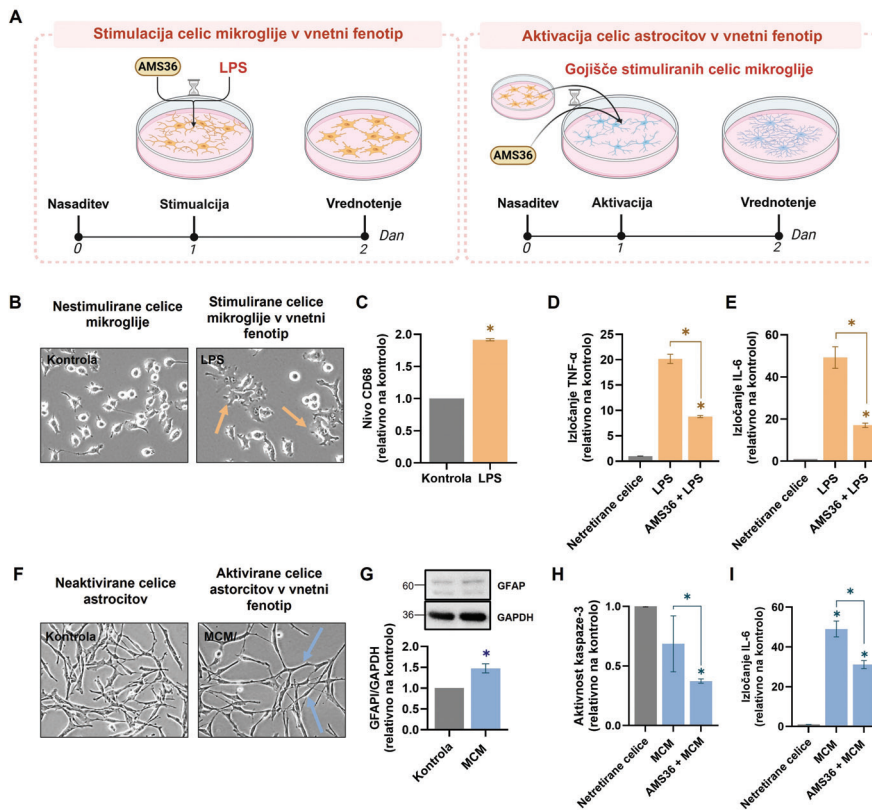 A
Stimulacija celic mikroglije v vnetni fenotip
AMS36
LPS
Nasaditev
Stimualcija
Vrednotenje
0
1
2
Dan
Aktivacija celic astrocitov v vnetni fenotip
Gojišče stimuliranih celic mikroglije
AMS36
Nasaditev
Aktivacija
Vrednotenje
0
1
2
Dan
B
Nestimulirane celice
mikroglije
Kontrola
Stimulirane celice
mikroglije v vnetni
fenotip
LPS
C
Nivo CD68
(relativno na kontrolo)
2.0
1.5
1.0
0.5
0.0
*
Kontrola
LPS
D
Izločanje TNF-α
(relativno na kontrolo)
25
20
15
10
5
0
*
*
Netretirane celice
LPS
AMS36 + LPS
E
Izločanje IL-6
(relativno na kontrolo)
60
40
20
0
*
*
Netretirane celice
LPS
AMS36 + LPS
F
Neaktivirane celice
astrocitov
Kontrola
Aktivirane celice
astorcitov v vnetni
fenotip
MCM/
G
60
GFAP
36
GAPDH
GFAPl/GAPDH
(relativno na kontrolo)
2.0
1.5
1.0
0.5
0.0
*
Kontrola
MCM
H
Aktivnost kaspaze-3
(relativno na kontrolo)
1.0
0.5
0.0
*
*
Netretirane celice
MCM
AMS36 + MCM
I
Izločanje IL-6
(relativno na kontrolo)
60
40
20
0
*
*
*
Netretirane celice
MCM
AMS36 + MCM